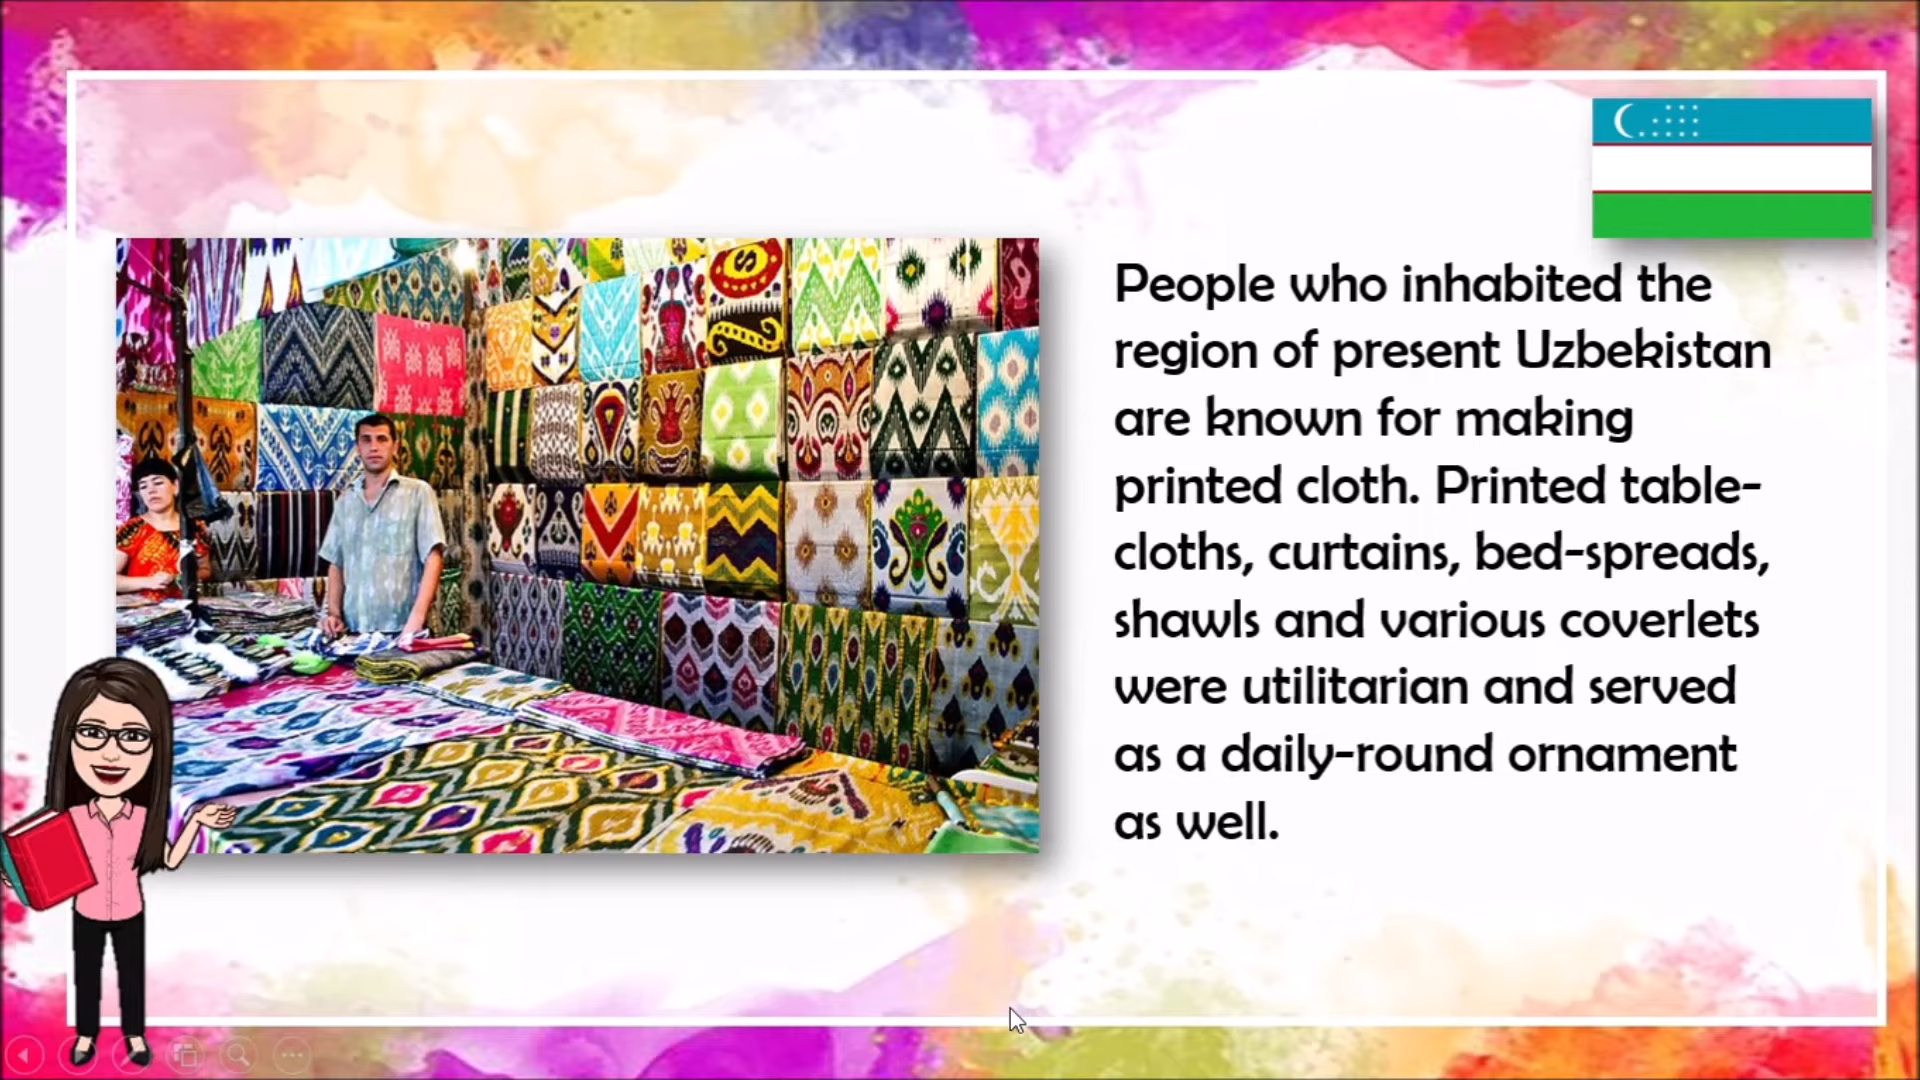 People who inhabited the
region of present Uzbekistan
are known for making
printed cloth. Printed table-
cloths, curtains, bed-spreads,
shawls and various coverlets
were utilitarian and served
as a daily-round ornament
as well.